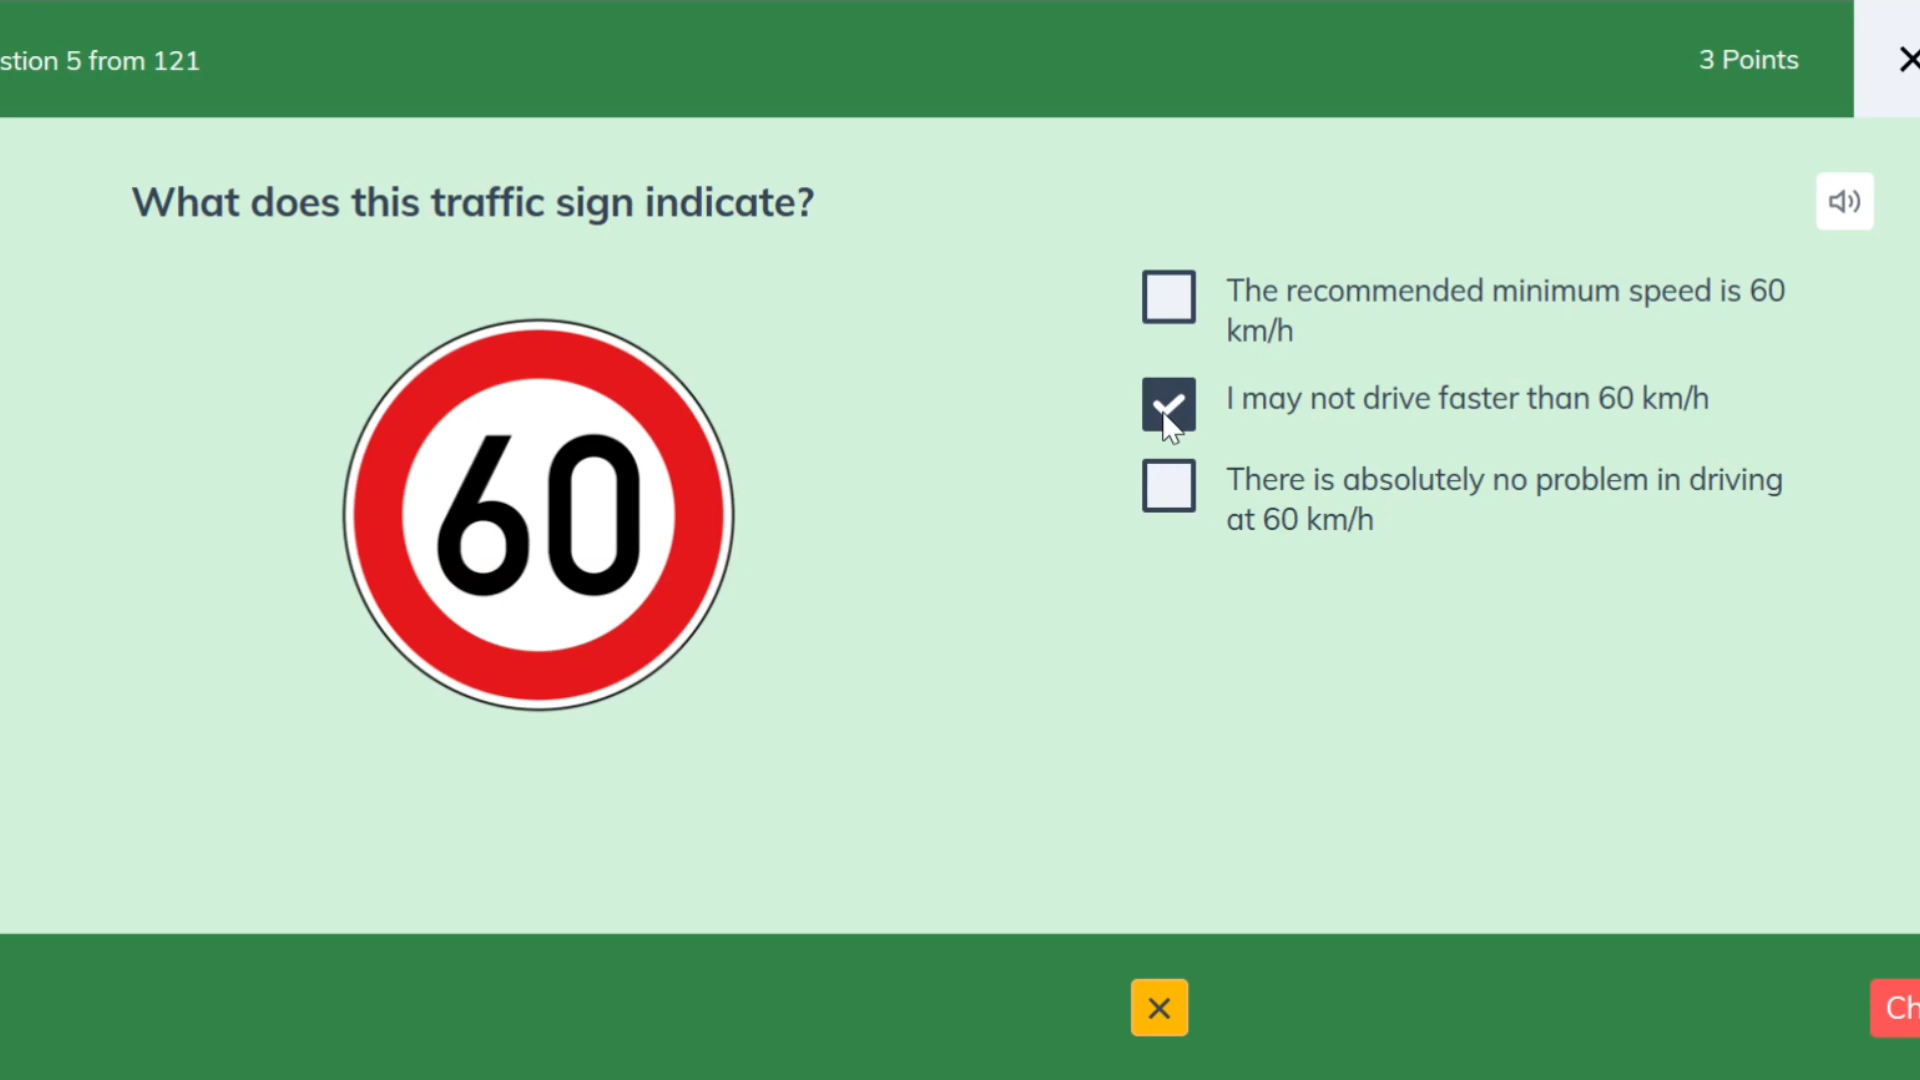 stion 5 from 121
3 Points
What does this traffic sign indicate?
60
The recommended minimum speed is 60
km/h
I may not drive faster than 60 km/h
There is absolutely no problem in driving
at 60 km/h
Ch